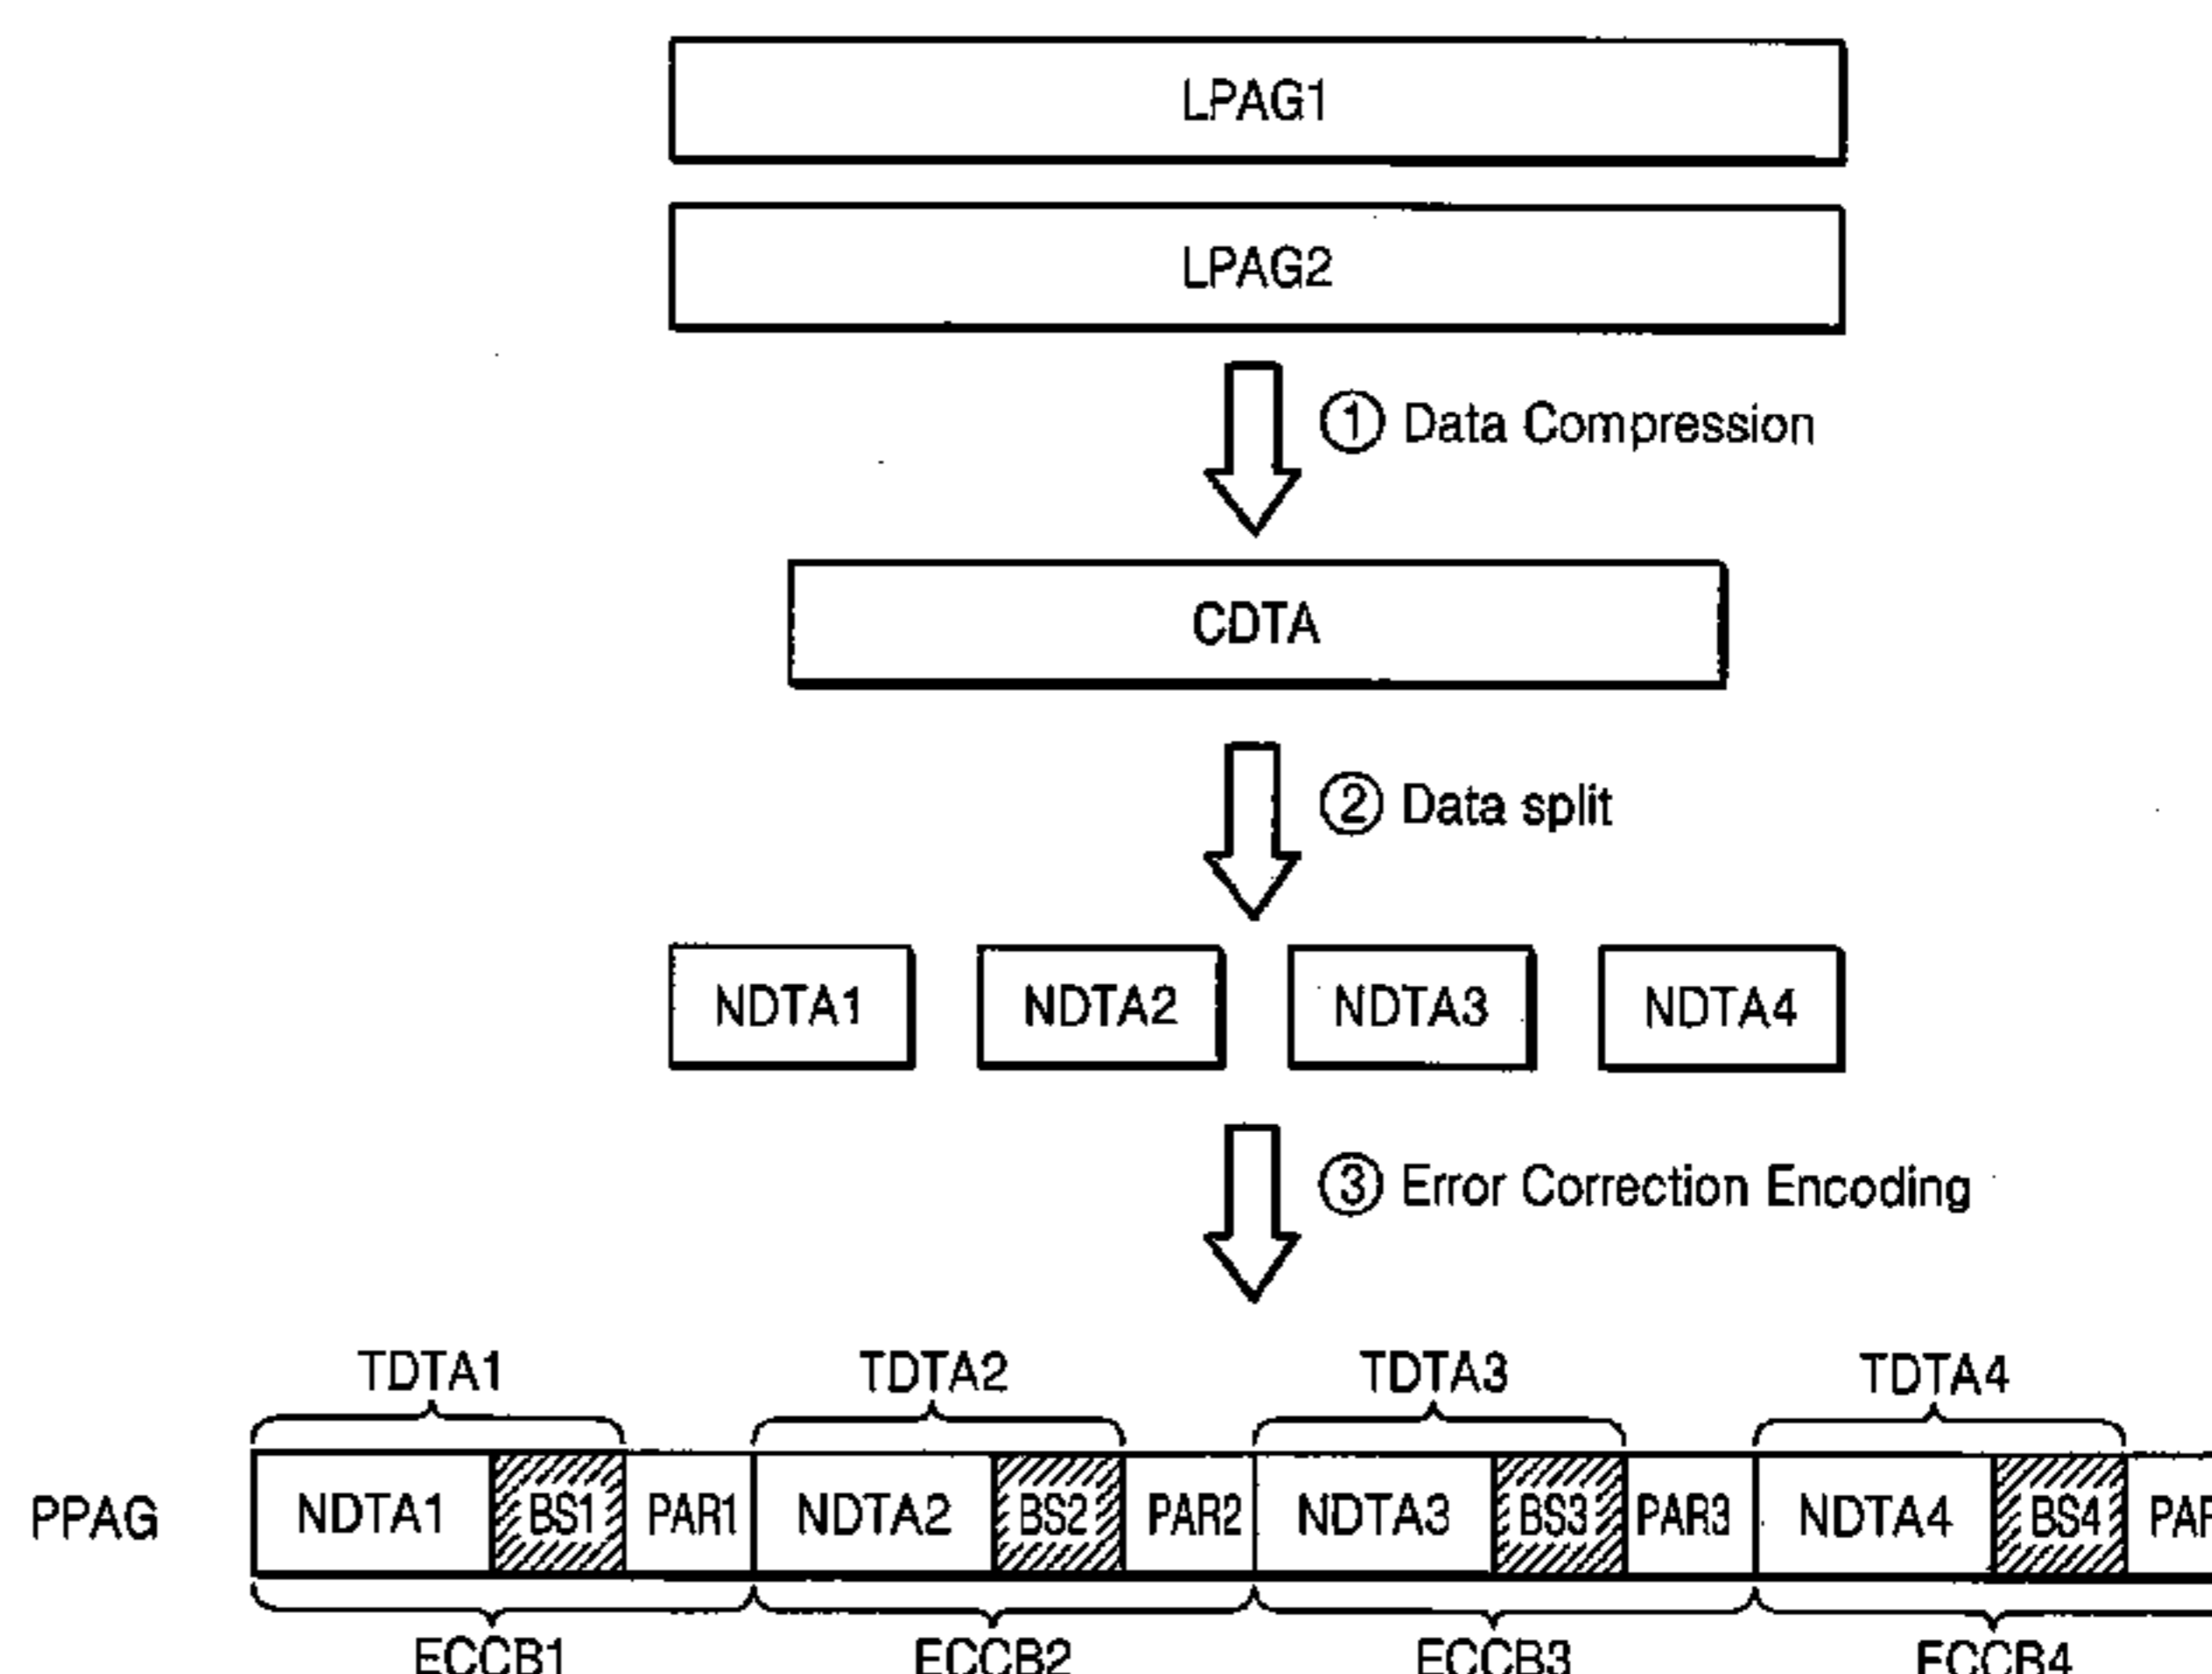 LPAG1
LPAG2
① Data Compression
CDTA
② Data split
NDTA1 NDTA2 NDTA3 NDTA4
③ Error Correction Encoding
TDTA1 TDTA2 TDTA3 TDTA4
PPAG NDTA1 BS1 PAR1 NDTA2 BS2 PAR2 NDTA3 BS3 PAR3 NDTA4 BS4
ECCB1 ECCB2 ECCB3 ECCB4